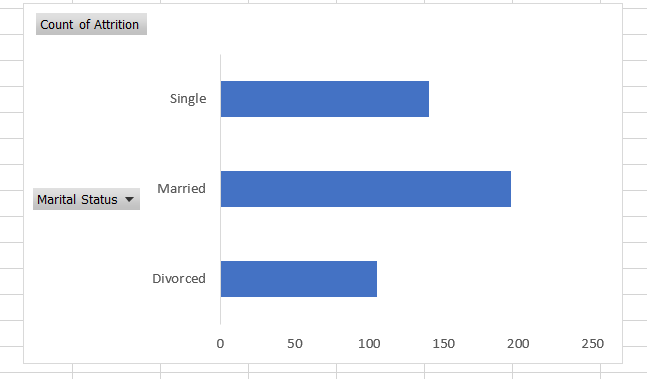 Count of Attrition
Single
Married
Marital Status
Divorced
0 50 100 150 200 250